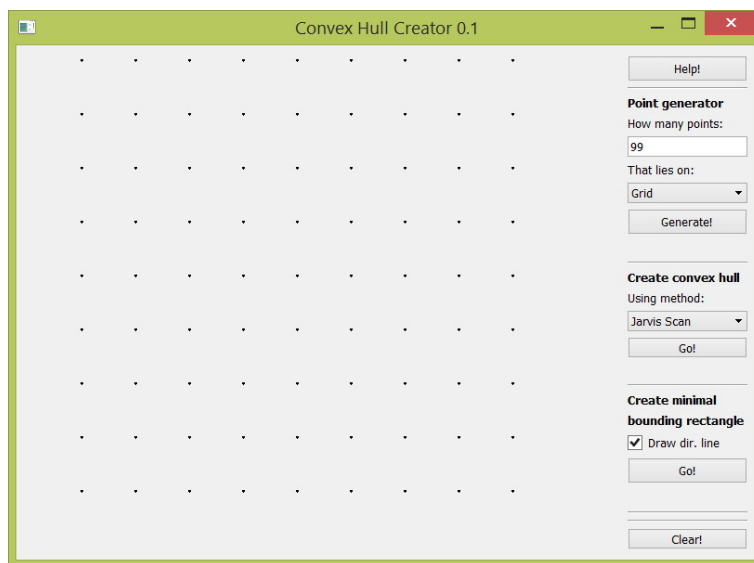 Convex Hull Creator 0.1
Help!
Point generator
How many points:
99
That lies on:
Grid
Generate!
Create convex hull
Using method:
Jarvis Scan
Go!
Create minimal
bounding rectangle
Draw dir. line
Go!
Clear!